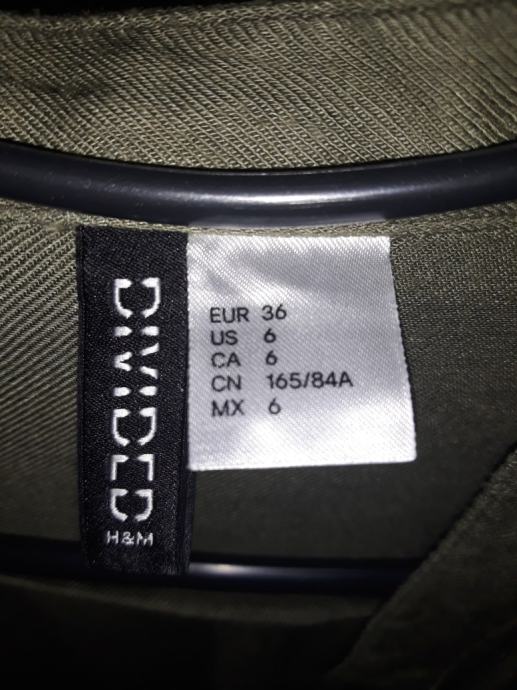 DIVIDED
H&M
EUR 36
US 6
CA 6
CN 165/84A
MX 6